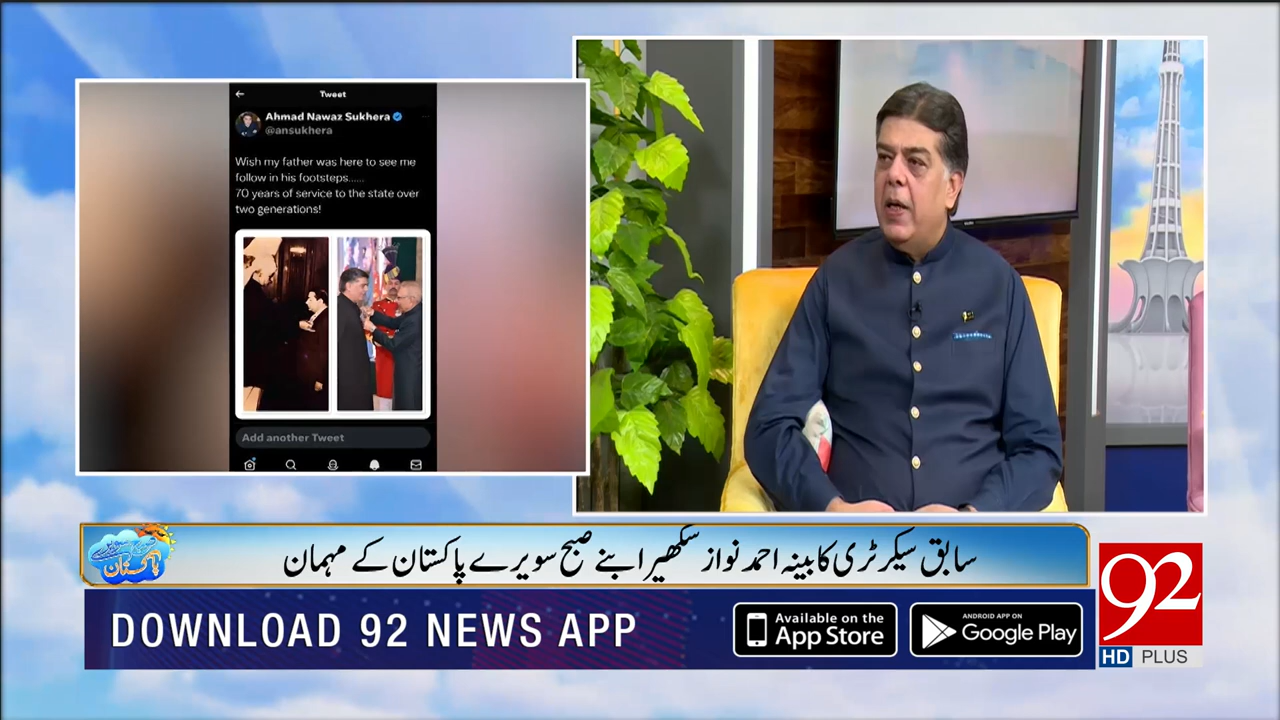 Tweet
Ahmad Nawaz Sukhera
@ansukhera
Wish my father was here to see me
follow in his footsteps......
70 years of service to the state over
two generations!
Add another Tweet
سابق سیکرٹری کابینہ احمد نواز سکھیرا بنے صبح سویرے پاکستان کے مہمان
صبح سویرے
پاکستان
DOWNLOAD 92 NEWS APP
Available on the
App Store
ANDROID APP ON
Google Play
92
HD PLUS